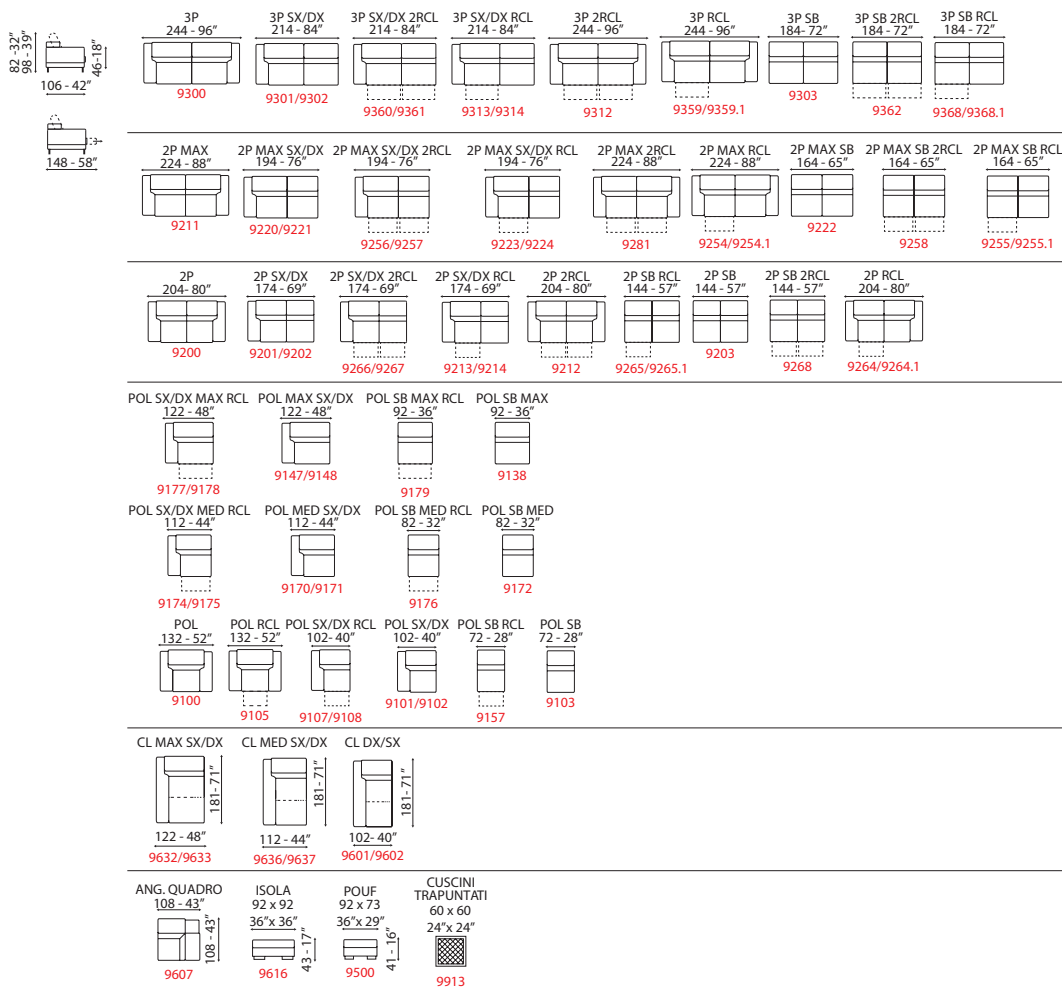 82 -32”
98 - 39”
46-18”
106 - 42”
148 - 58”
3P
244 - 96”
9300
3P SX/DX
214 - 84”
9301/9302
3P SX/DX 2RCL
214 - 84”
9360/9361
3P SX/DX RCL
214 - 84”
9313/9314
3P 2RCL
244 - 96”
9312
3P RCL
244 - 96”
9359/9359.1
3P SB
184- 72”
9303
3P SB 2RCL
184 - 72”
9362
3P SB RCL
184 - 72”
9368/9368.1
2P MAX
224 - 88”
9211
2P MAX SX/DX
194 - 76”
9220/9221
2P MAX SX/DX 2RCL
194 - 76”
9256/9257
2P MAX SX/DX RCL
194 - 76”
9223/9224
2P MAX 2RCL
224 - 88”
9281
2P MAX RCL
224 - 88”
9254/9254.1
2P MAX SB
164 - 65”
9222
2P MAX SB 2RCL
164 - 65”
9258
2P MAX SB RCL
164 - 65”
9255/9255.1
2P
204- 80”
9200
2P SX/DX
174 - 69”
9201/9202
2P SX/DX 2RCL
174 - 69”
9266/9267
2P SX/DX RCL
174 - 69”
9213/9214
2P 2RCL
204 - 80”
9212
2P SB RCL
144 - 57”
9265/9265.1
2P SB
144 - 57”
9203
2P SB 2RCL
144 - 57”
9268
2P RCL
204 - 80”
9264/9264.1
POL SX/DX MAX RCL
122 - 48”
9177/9178
POL MAX SX/DX
122 - 48”
9147/9148
POL SB MAX RCL
92 - 36”
9179
POL SB MAX
92 - 36”
9138
POL SX/DX MED RCL
112 - 44”
9174/9175
POL MED SX/DX
112 - 44”
9170/9171
POL SB MED RCL
82 - 32”
9176
POL SB MED
82 - 32”
9172
POL
132 - 52”
9100
POL RCL
132 - 52”
9105
POL SX/DX RCL
102- 40”
9107/9108
POL SX/DX
102- 40”
9101/9102
POL SB RCL
72 - 28”
9157
POL SB
72 - 28”
9103
CL MAX SX/DX
181- 71”
122 - 48”
9632/9633
CL MED SX/DX
181- 71”
112 - 44”
9636/9637
CL DX/SX
181- 71”
102- 40”
9601/9602
ANG. QUADRO
108 - 43”
108 - 43”
9607
ISOLA
92 x 92
36”x 36”
43 - 17”
9616
POUF
92 x 73
36”x 29”
41 - 16”
9500
CUSCINI
TRAPUNTATI
60 x 60
24”x 24”
9913